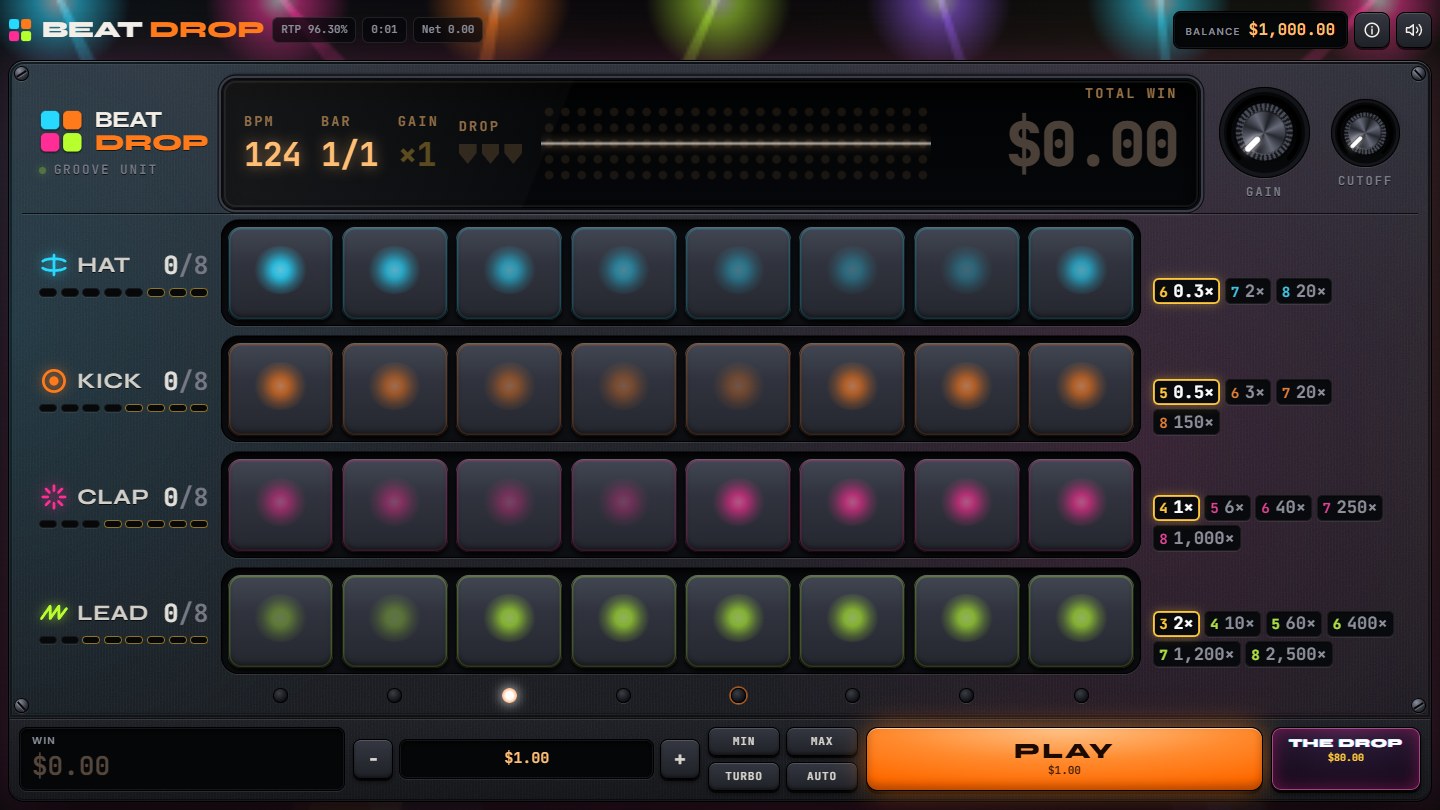 BEAT DROP
RTP 96.30%
0:01
Net 0.00
BALANCE $1,000.00
BEAT
DROP
GROOVE UNIT
BPM
124
BAR
1/1
GAIN
×1
DROP
TOTAL WIN
$0.00
GAIN
CUTOFF
HAT 0/8
6 0.3× 7 2× 8 20×
KICK 0/8
5 0.5× 6 3× 7 20×
8 150×
CLAP 0/8
4 1× 5 6× 6 40× 7 250×
8 1,000×
LEAD 0/8
3 2× 4 10× 5 60× 6 400×
7 1,200× 8 2,500×
WIN
$0.00
-
$1.00
+
MIN
MAX
TURBO
AUTO
PLAY
$1.00
THE DROP
$80.00